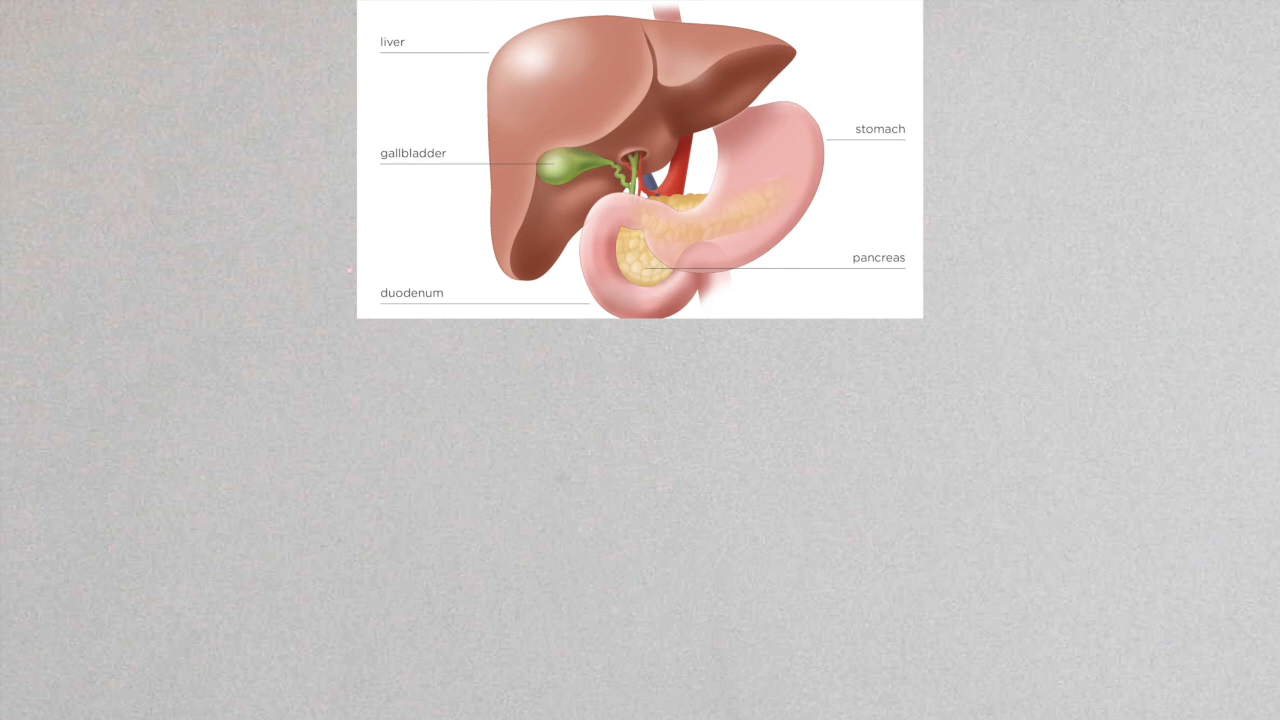 liver
stomach
gallbladder
pancreas
duodenum